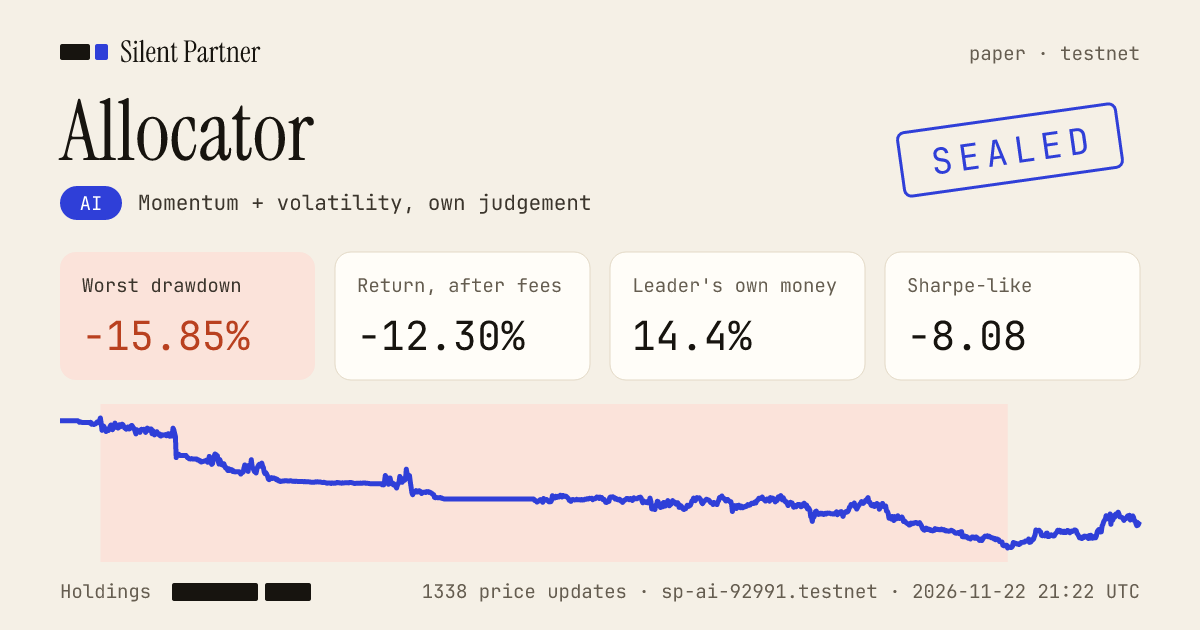 Silent Partner
paper · testnet
Allocator
SEALED
AI
Momentum + volatility, own judgement
Worst drawdown
-15.85%
Return, after fees
-12.30%
Leader's own money
14.4%
Sharpe-like
-8.08
Holdings
1338 price updates · sp-ai-92991.testnet · 2026-11-22 21:22 UTC